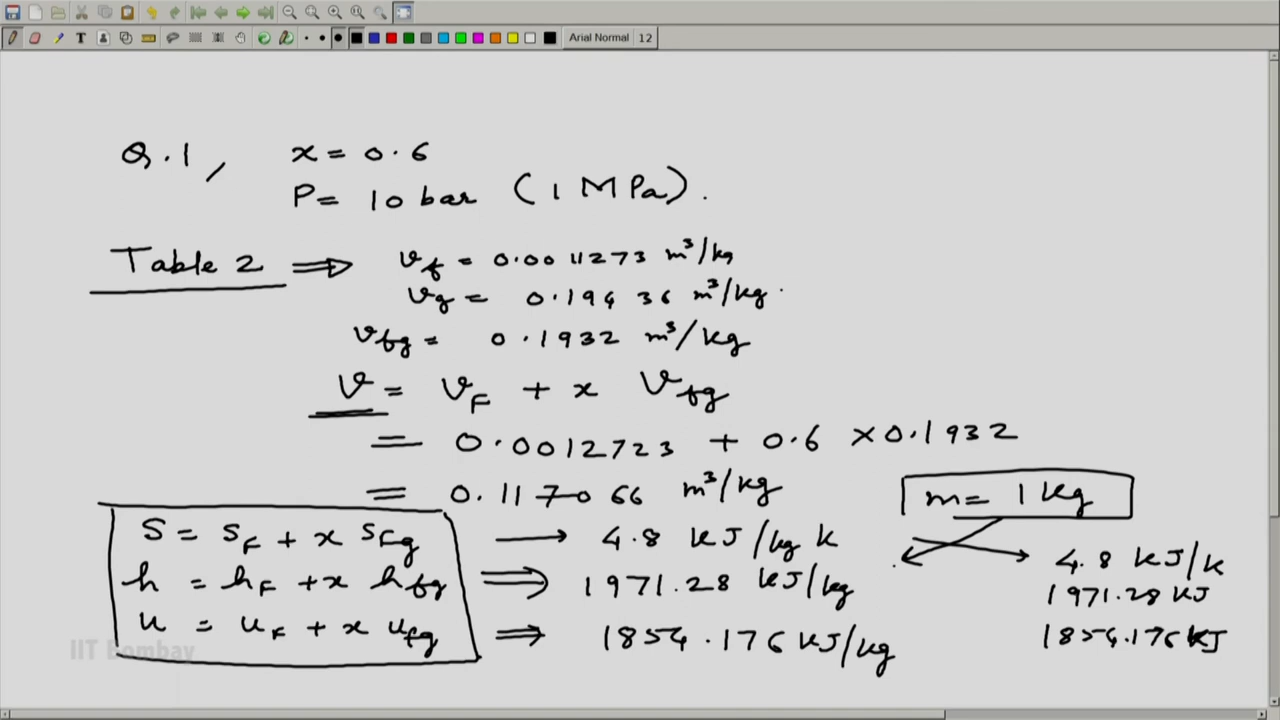 Arial Normal 12
Q.1, x = 0.6
P = 10 bar (1 MPa).
Table 2 ⇒ vf = 0.0011273 m³/kg
vg = 0.19436 m³/kg
vfg = 0.1932 m³/kg
v = vF + x vfg
= 0.0012723 + 0.6 × 0.1932
= 0.117066 m³/kg
m = 1 kg
S = SF + x SFg → 4.8 kJ/kg K
4.8 kJ/K
h = hF + x hfg ⇒ 1971.28 kJ/kg
1971.28 kJ
u = uF + x ufg ⇒ 1854.176 kJ/kg
1854.176 kJ
IIT Bombay